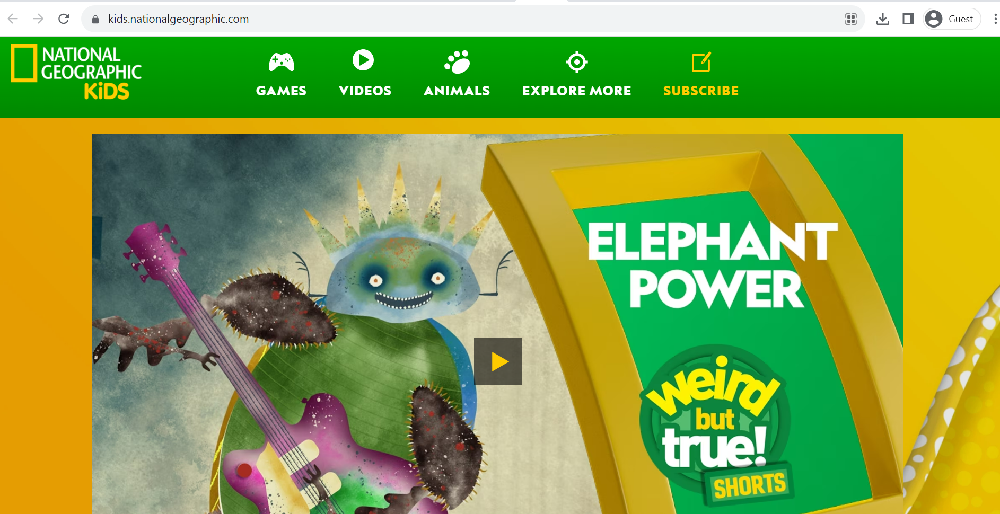 kids.nationalgeographic.com
Guest
NATIONAL
GEOGRAPHIC
KiDS
GAMES
VIDEOS
ANIMALS
EXPLORE MORE
SUBSCRIBE
ELEPHANT
POWER
weird
but
true!
SHORTS